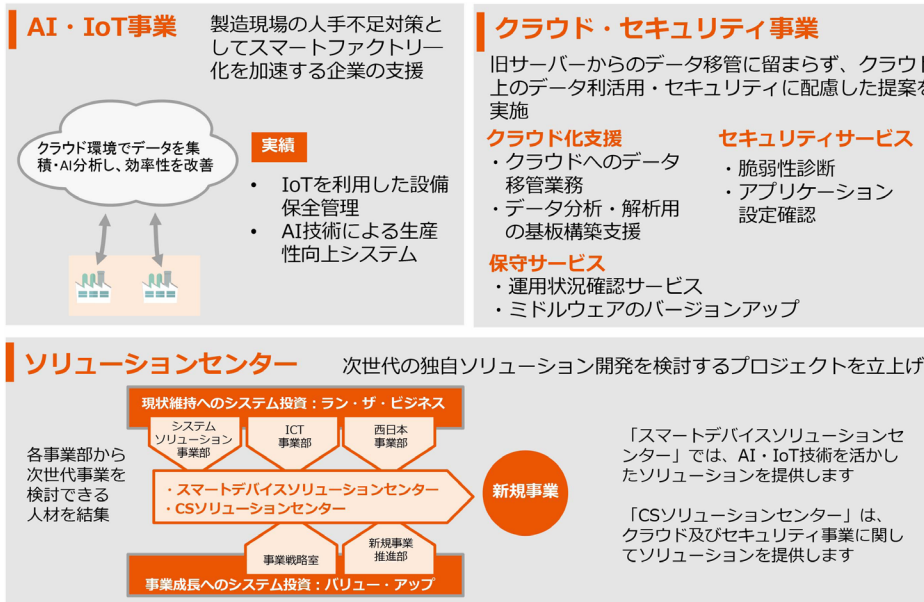 AI・IoT事業
製造現場の人手不足対策と
してスマートファクトリー
化を加速する企業の支援
クラウド環境でデータを集
積・AI分析し、効率性を改善
実績
• IoTを利用した設備
保全管理
• AI技術による生産
性向上システム
クラウド・セキュリティ事業
旧サーバーからのデータ移管に留まらず、クラウド
上のデータ利活用・セキュリティに配慮した提案を
実施
クラウド化支援
・クラウドへのデータ
移管業務
・データ分析・解析用
の基板構築支援
セキュリティサービス
・脆弱性診断
・アプリケーション
設定確認
保守サービス
・運用状況確認サービス
・ミドルウェアのバージョンアップ
ソリューションセンター
次世代の独自ソリューション開発を検討するプロジェクトを立上げ
各事業部から
次世代事業を
検討できる
人材を結集
現状維持へのシステム投資：ラン・ザ・ビジネス
システム
ソリューション
事業部
ICT
事業部
西日本
事業部
・スマートデバイスソリューションセンター
・CSソリューションセンター
新規事業
事業戦略室
新規事業
推進部
事業成長へのシステム投資：バリュー・アップ
「スマートデバイスソリューションセ
ンター」では、AI・IoT技術を活かし
たソリューションを提供します
「CSソリューションセンター」は、
クラウド及びセキュリティ事業に関し
てソリューションを提供します